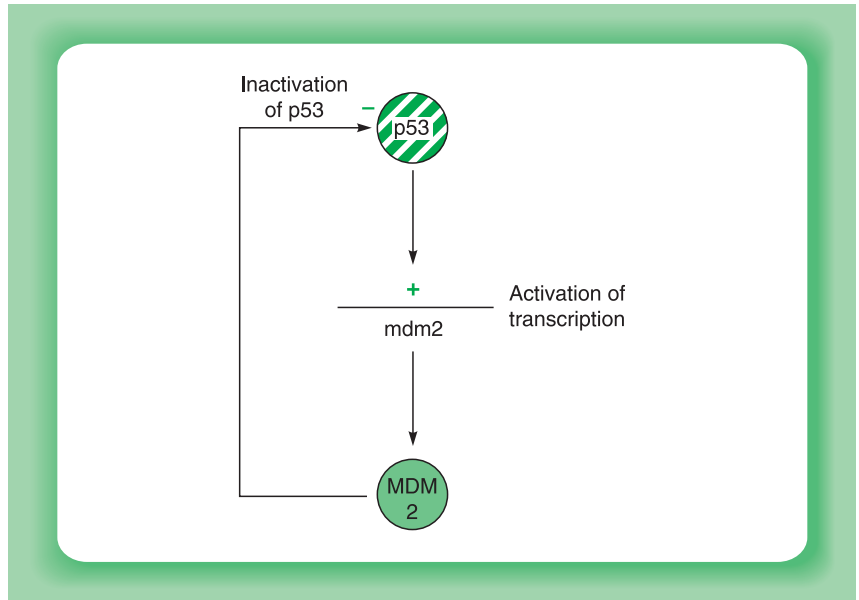 Inactivation
of p53
−
p53
+
Activation of
transcription
mdm2
MDM
2